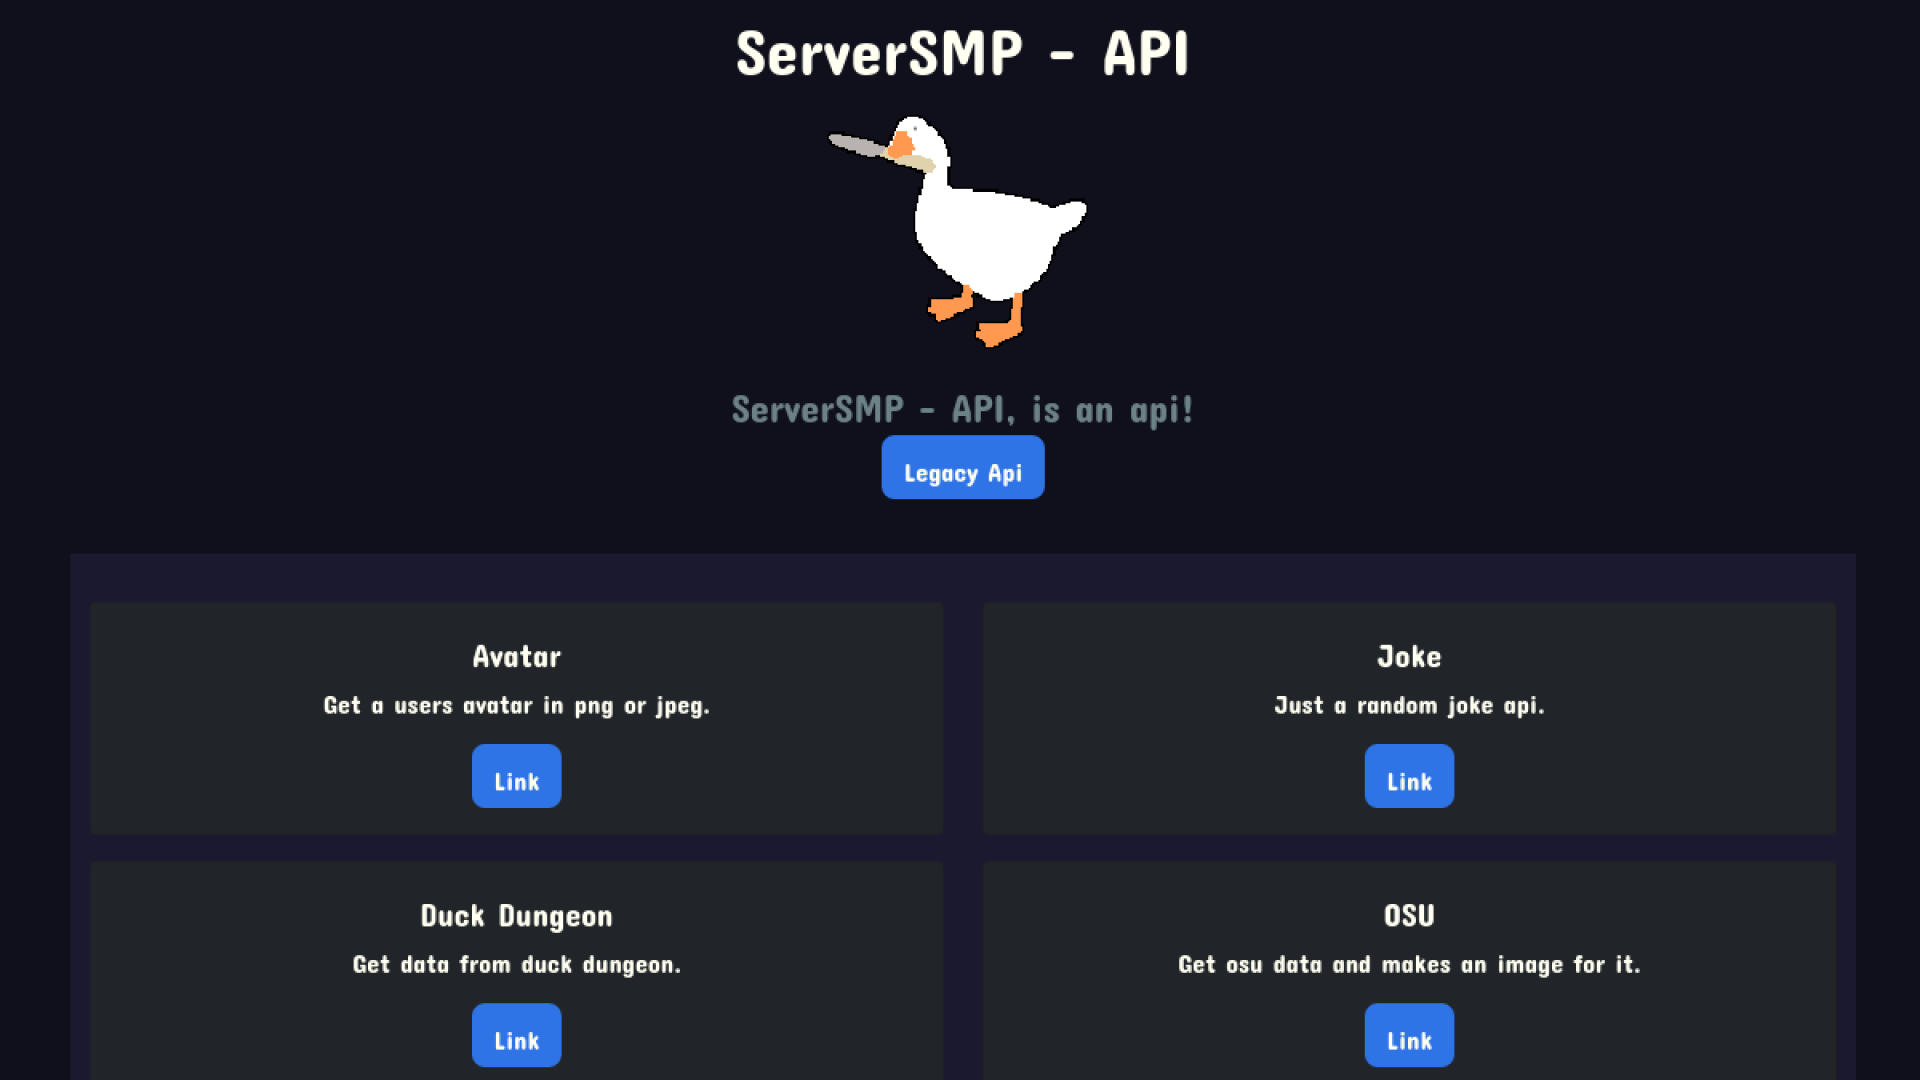 ServerSMP - API
ServerSMP - API, is an api!
Legacy Api
Avatar
Get a users avatar in png or jpeg.
Link
Joke
Just a random joke api.
Link
Duck Dungeon
Get data from duck dungeon.
Link
OSU
Get osu data and makes an image for it.
Link